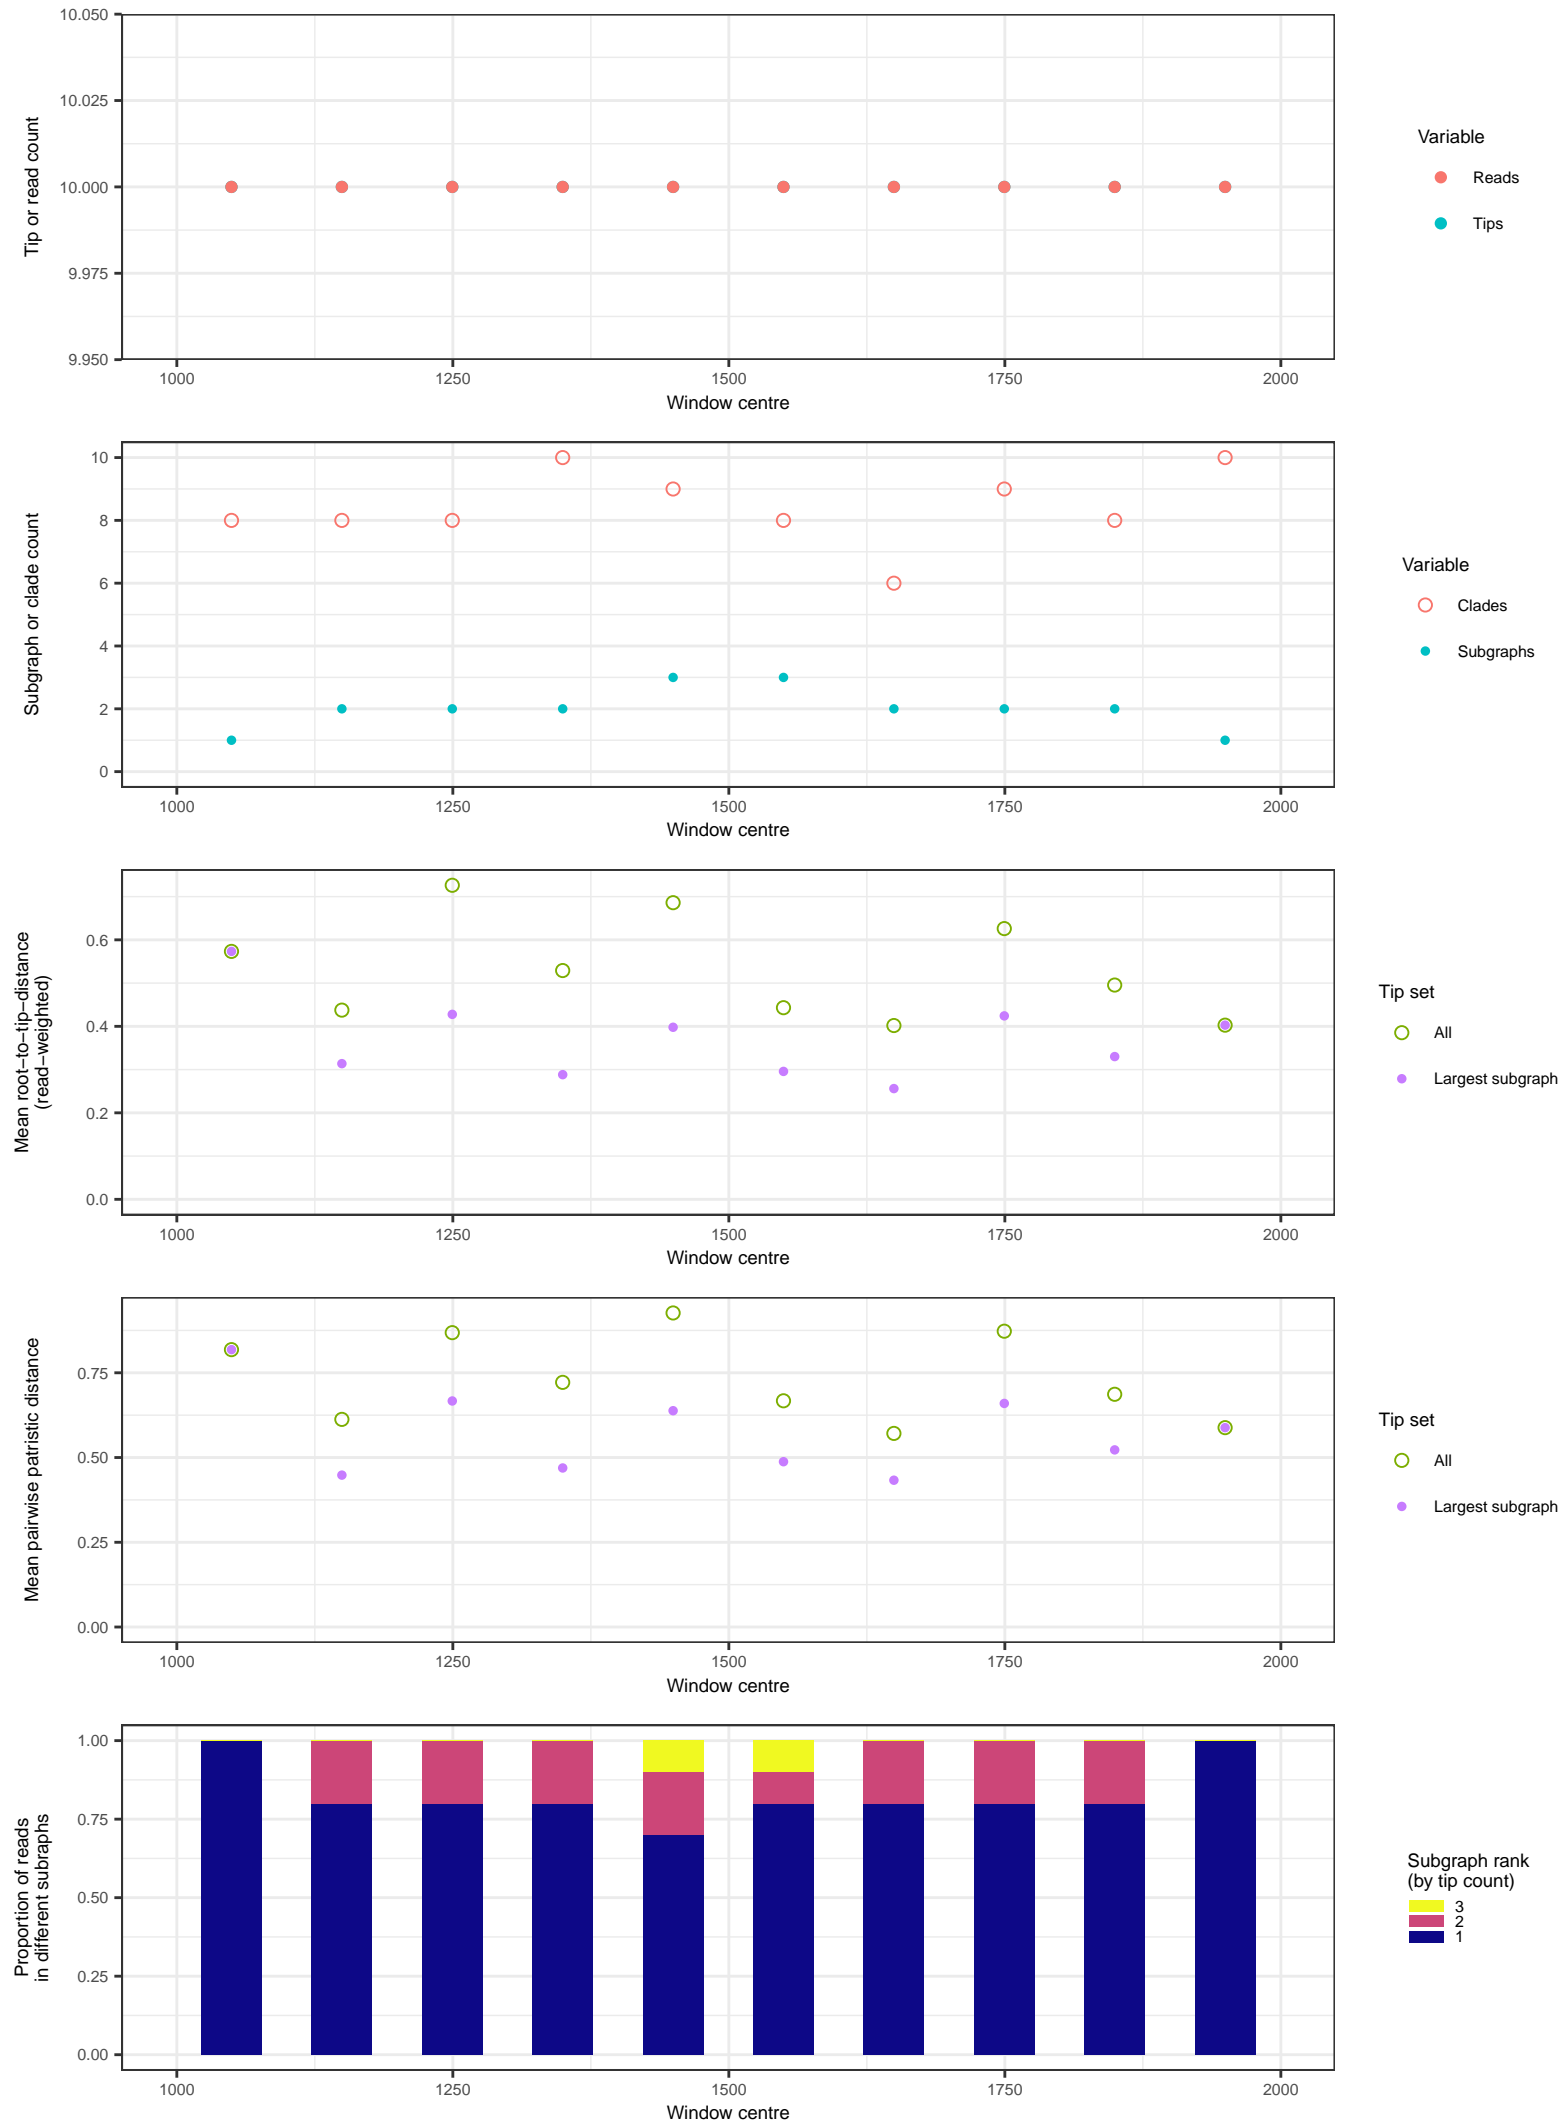 10.050
10.025
10.000
9.975
9.950
Tip or read count
1000
1250
1500
1750
2000
Window centre
Variable
Reads
Tips
10
8
6
4
2
0
Subgraph or clade count
1000
1250
1500
1750
2000
Window centre
Variable
Clades
Subgraphs
0.6
0.4
0.2
0.0
Mean root−to−tip−distance
(read−weighted)
1000
1250
1500
1750
2000
Window centre
Tip set
All
Largest subgraph
0.75
0.50
0.25
0.00
Mean pairwise patristic distance
1000
1250
1500
1750
2000
Window centre
Tip set
All
Largest subgraph
1.00
0.75
0.50
0.25
0.00
Proportion of reads
in different subraphs
1000
1250
1500
1750
2000
Window centre
Subgraph rank
(by tip count)
3
2
1